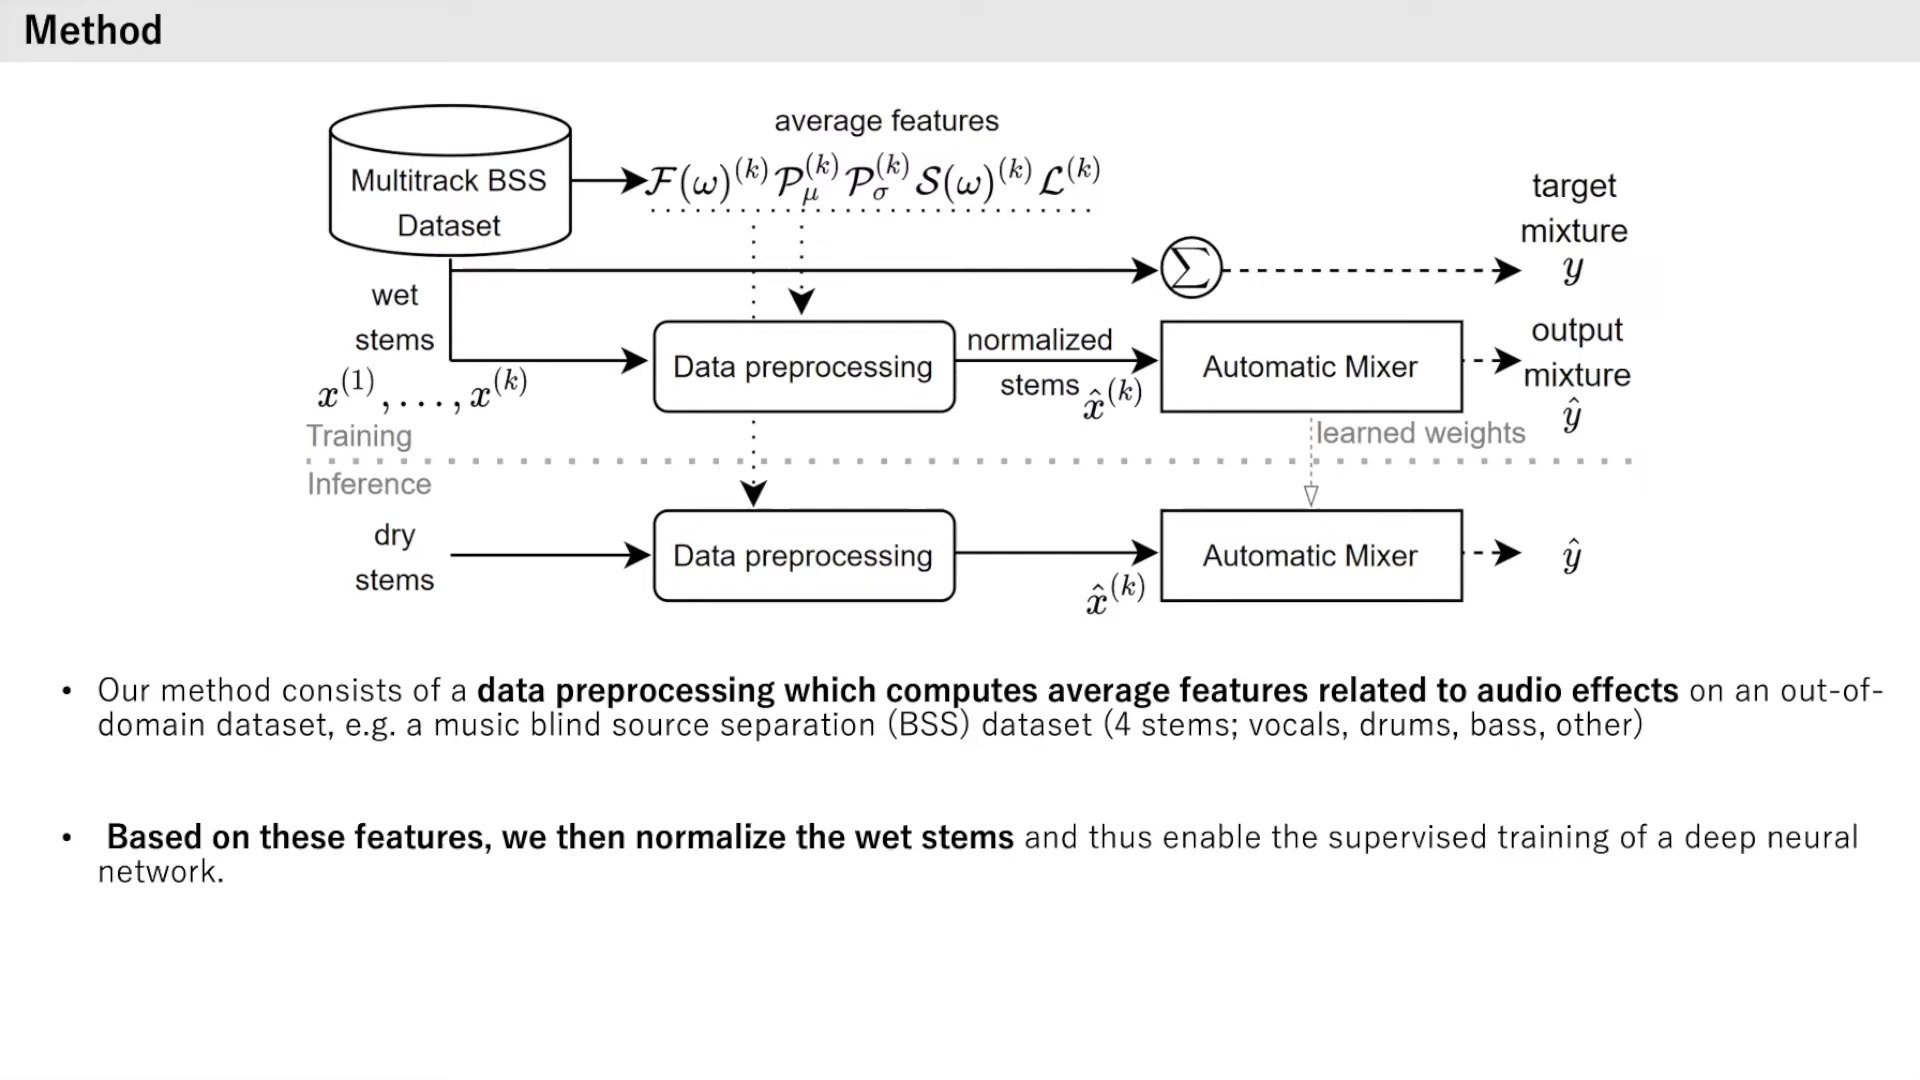 Method
average features
Multitrack BSS
Dataset
F(ω)^(k) P_μ^(k) P_σ^(k) S(ω)^(k) L^(k)
target
mixture
y
∑
wet
stems
x^(1), . . . , x^(k)
Data preprocessing
normalized
stems x̂^(k)
Automatic Mixer
output
mixture
ŷ
Training
learned weights
Inference
dry
stems
Data preprocessing
x̂^(k)
Automatic Mixer
ŷ
• Our method consists of a data preprocessing which computes average features related to audio effects on an out-of-
domain dataset, e.g. a music blind source separation (BSS) dataset (4 stems; vocals, drums, bass, other)
• Based on these features, we then normalize the wet stems and thus enable the supervised training of a deep neural
network.